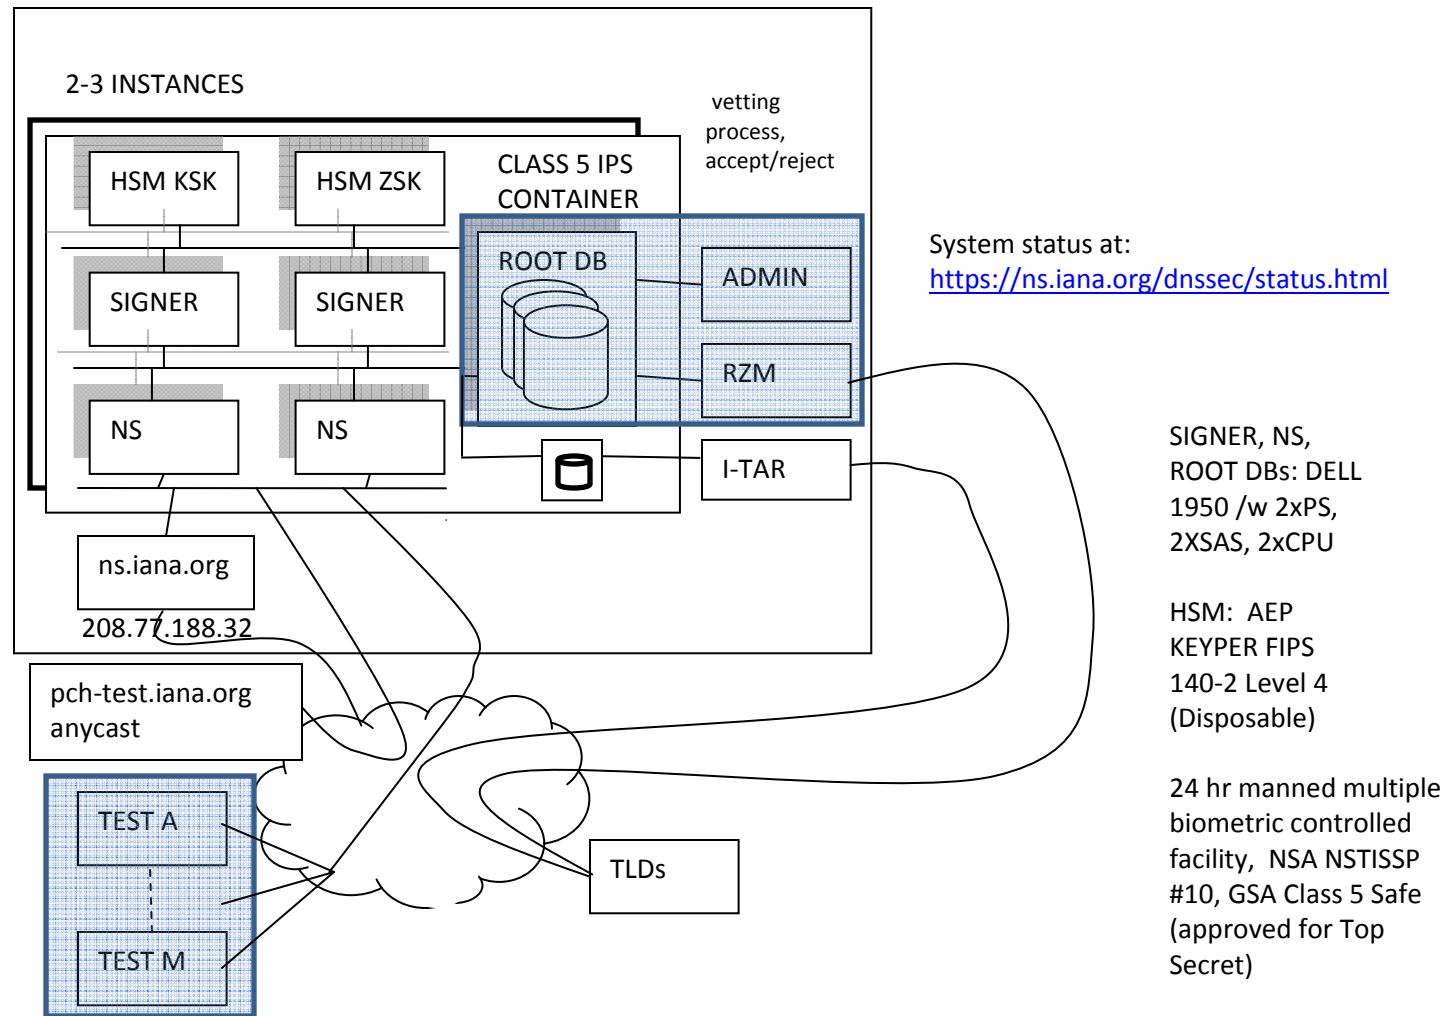 2-3 INSTANCES
vetting
process,
accept/reject
HSM KSK
HSM ZSK
CLASS 5 IPS
CONTAINER
SIGNER
SIGNER
ROOT DB
ADMIN
RZM
NS
NS
I-TAR
ns.iana.org
208.77.188.32
pch-test.iana.org
anycast
TEST A
TEST M
TLDs
System status at:
https://ns.iana.org/dnssec/status.html
SIGNER, NS,
ROOT DBs: DELL
1950 /w 2xPS,
2XSAS, 2xCPU
HSM: AEP
KEYPER FIPS
140-2 Level 4
(Disposable)
24 hr manned multiple
biometric controlled
facility, NSA NSTISSP
#10, GSA Class 5 Safe
(approved for Top
Secret)